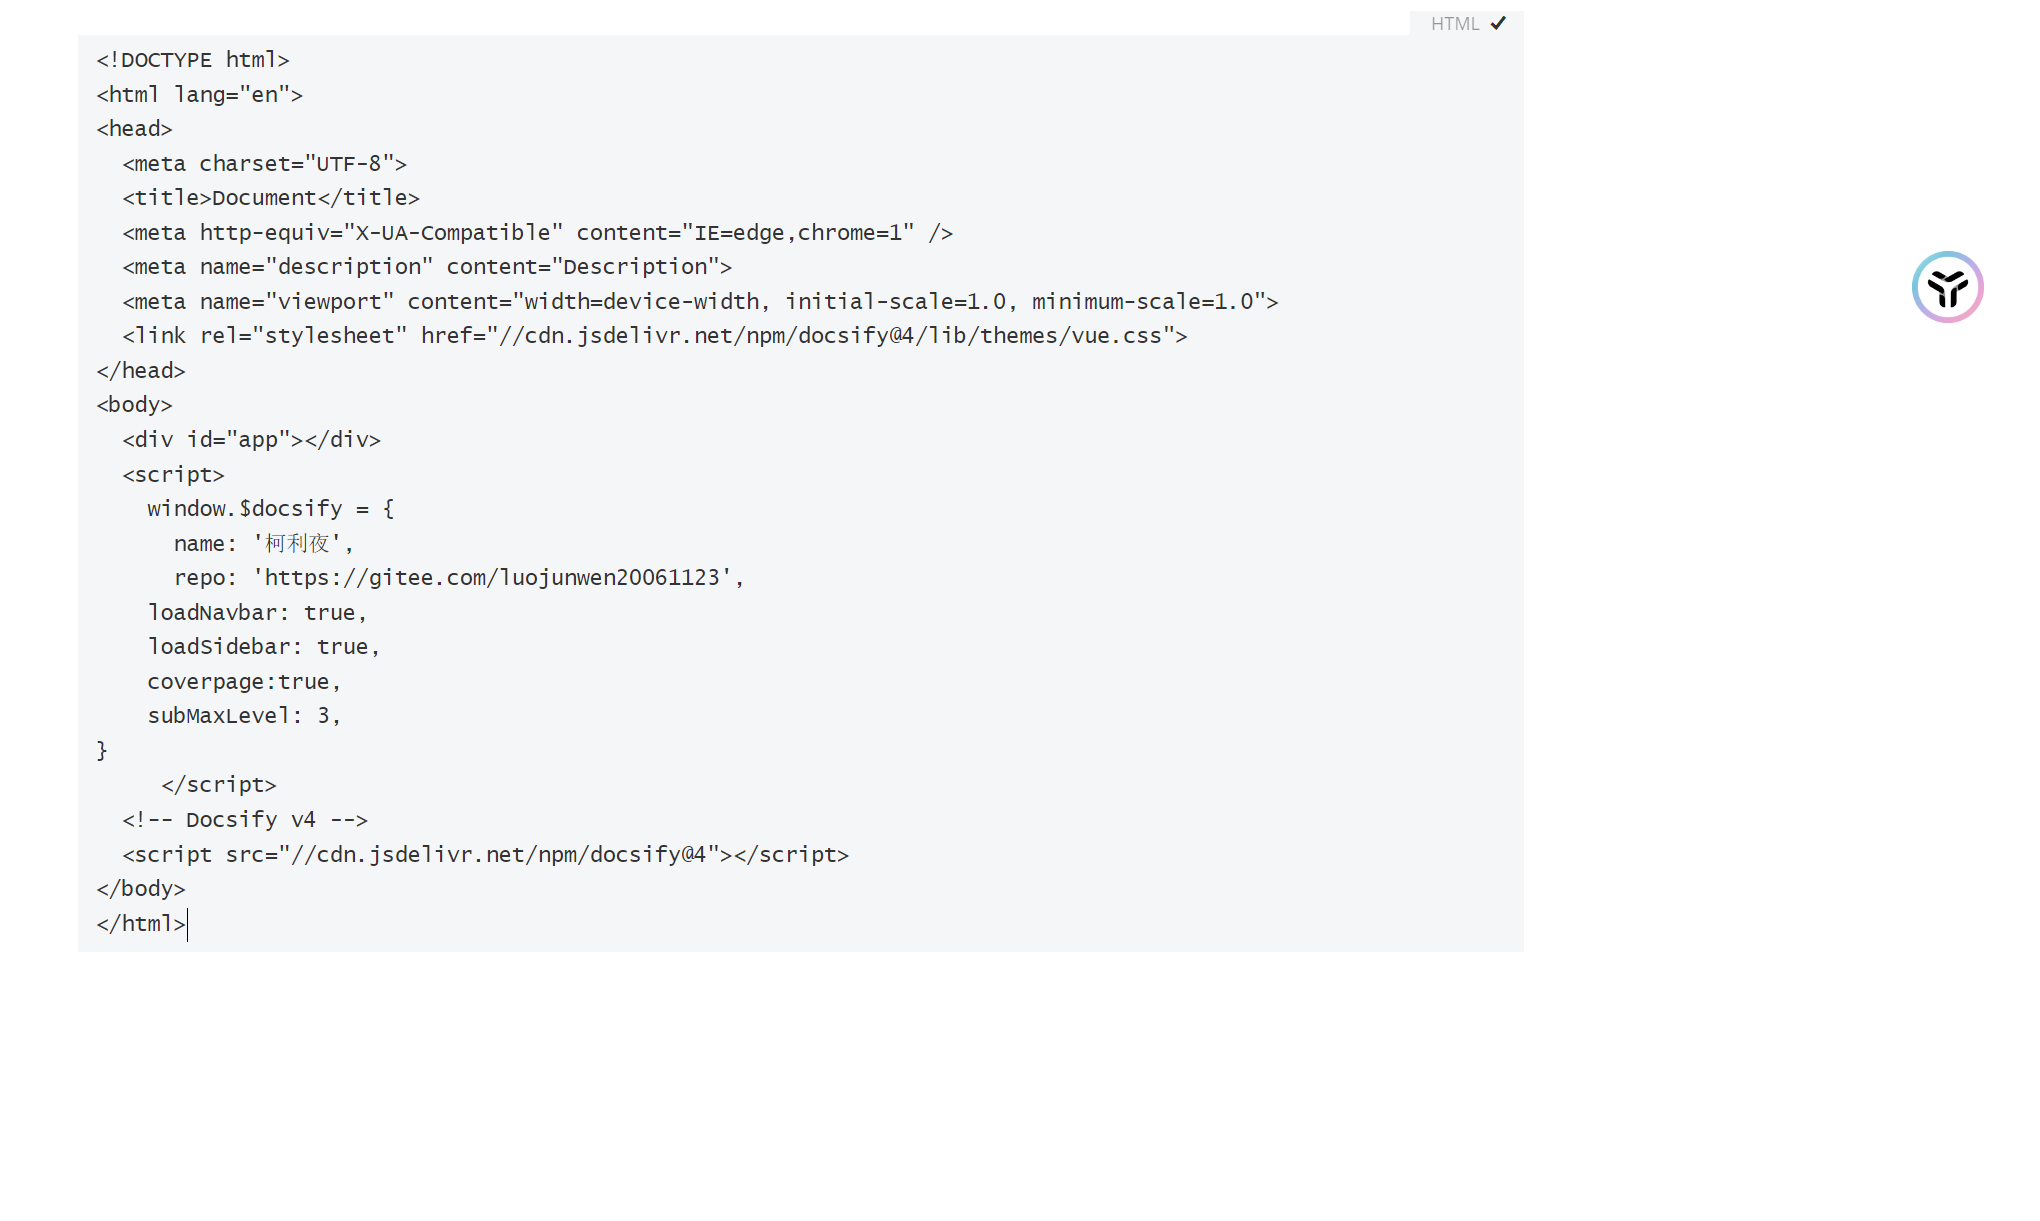 HTML
<!DOCTYPE html>
<html lang="en">
<head>
  <meta charset="UTF-8">
  <title>Document</title>
  <meta http-equiv="X-UA-Compatible" content="IE=edge,chrome=1" />
  <meta name="description" content="Description">
  <meta name="viewport" content="width=device-width, initial-scale=1.0, minimum-scale=1.0">
  <link rel="stylesheet" href="//cdn.jsdelivr.net/npm/docsify@4/lib/themes/vue.css">
</head>
<body>
  <div id="app"></div>
  <script>
    window.$docsify = {
      name: '柯利夜',
      repo: 'https://gitee.com/luojunwen20061123',
    loadNavbar: true,
    loadSidebar: true,
    coverpage:true,
    subMaxLevel: 3,
}
     </script>
  <!-- Docsify v4 -->
  <script src="//cdn.jsdelivr.net/npm/docsify@4"></script>
</body>
</html>